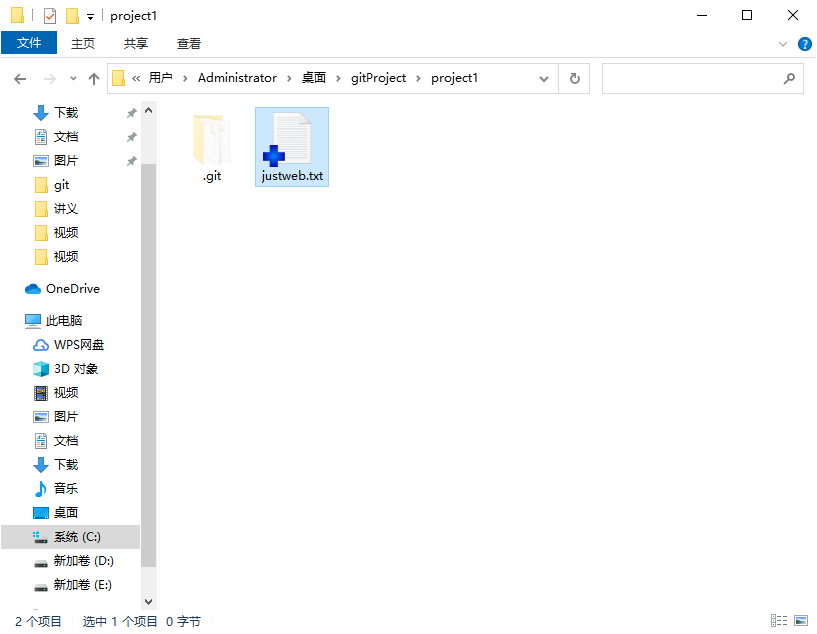 project1
文件 主页 共享 查看
« 用户 › Administrator › 桌面 › gitProject › project1
下载
文档
图片
git
讲义
视频
视频
OneDrive
此电脑
WPS网盘
3D 对象
视频
图片
文档
下载
音乐
桌面
系统 (C:)
新加卷 (D:)
新加卷 (E:)
.git
justweb.txt
2 个项目 选中 1 个项目 0 字节